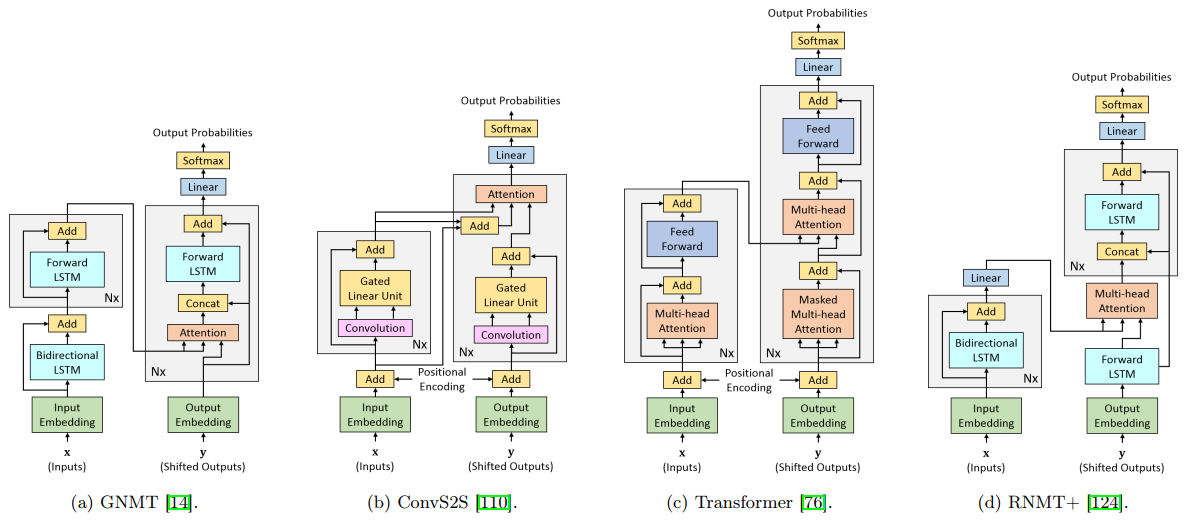 Output Probabilities
Softmax
Linear
Add
Forward
LSTM
Concat
Attention
Nx
Output
Embedding
y
(Shifted Outputs)
Add
Forward
LSTM
Nx
Add
Bidirectional
LSTM
Input
Embedding
x
(Inputs)
(a) GNMT [14].
Output Probabilities
Softmax
Linear
Attention
Add
Add
Gated
Linear Unit
Convolution
Nx
Add
Output
Embedding
y
(Shifted Outputs)
Add
Gated
Linear Unit
Convolution
Nx
Positional
Encoding
Add
Input
Embedding
x
(Inputs)
(b) ConvS2S [110].
Output Probabilities
Softmax
Linear
Add
Feed
Forward
Add
Multi-head
Attention
Add
Masked
Multi-head
Attention
Nx
Add
Output
Embedding
y
(Shifted Outputs)
Add
Feed
Forward
Add
Multi-head
Attention
Nx
Positional
Encoding
Add
Input
Embedding
x
(Inputs)
(c) Transformer [76].
Output Probabilities
Softmax
Linear
Add
Forward
LSTM
Concat
Nx
Multi-head
Attention
Forward
LSTM
Output
Embedding
y
(Shifted Outputs)
Linear
Add
Bidirectional
LSTM
Nx
Input
Embedding
x
(Inputs)
(d) RNMT+ [124].